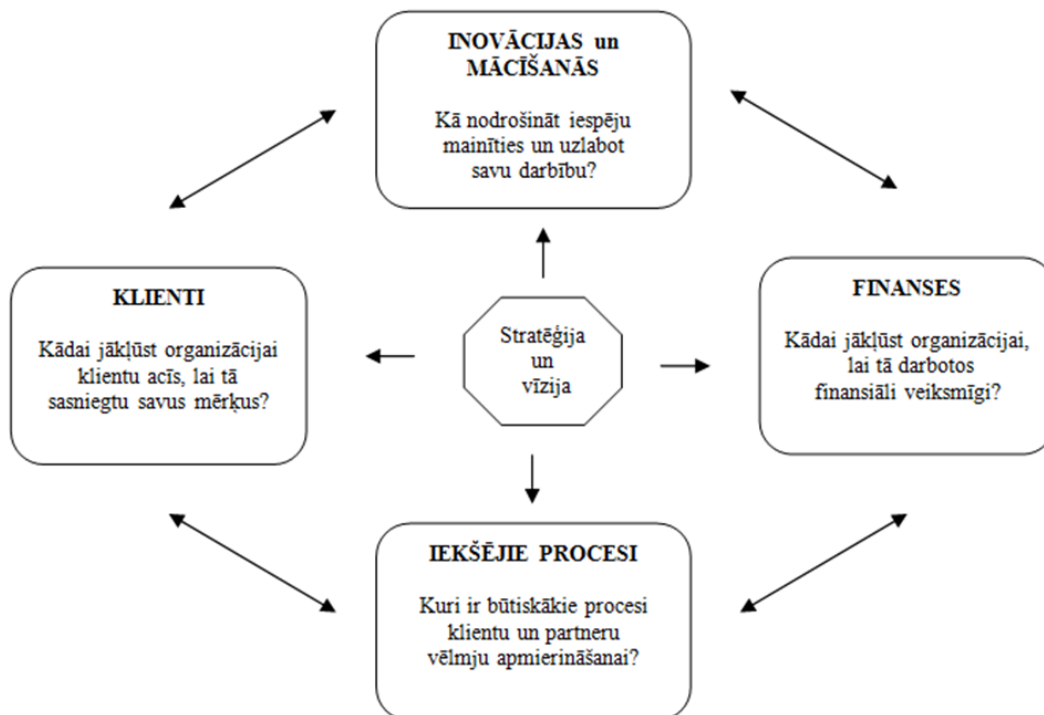 INOVĀCIJAS un
MĀCĪŠANĀS
Kā nodrošināt iespēju
mainīties un uzlabot
savu darbību?
KLIENTI
Kādai jākļūst organizācijai
klientu acīs, lai tā
sasniegtu savus mērķus?
Stratēģija
un
vīzija
FINANSES
Kādai jākļūst organizācijai,
lai tā darbotos
finansiāli veiksmīgi?
IEKŠĒJIE PROCESI
Kuri ir būtiskākie procesi
klientu un partneru
vēlmju apmierināšanai?